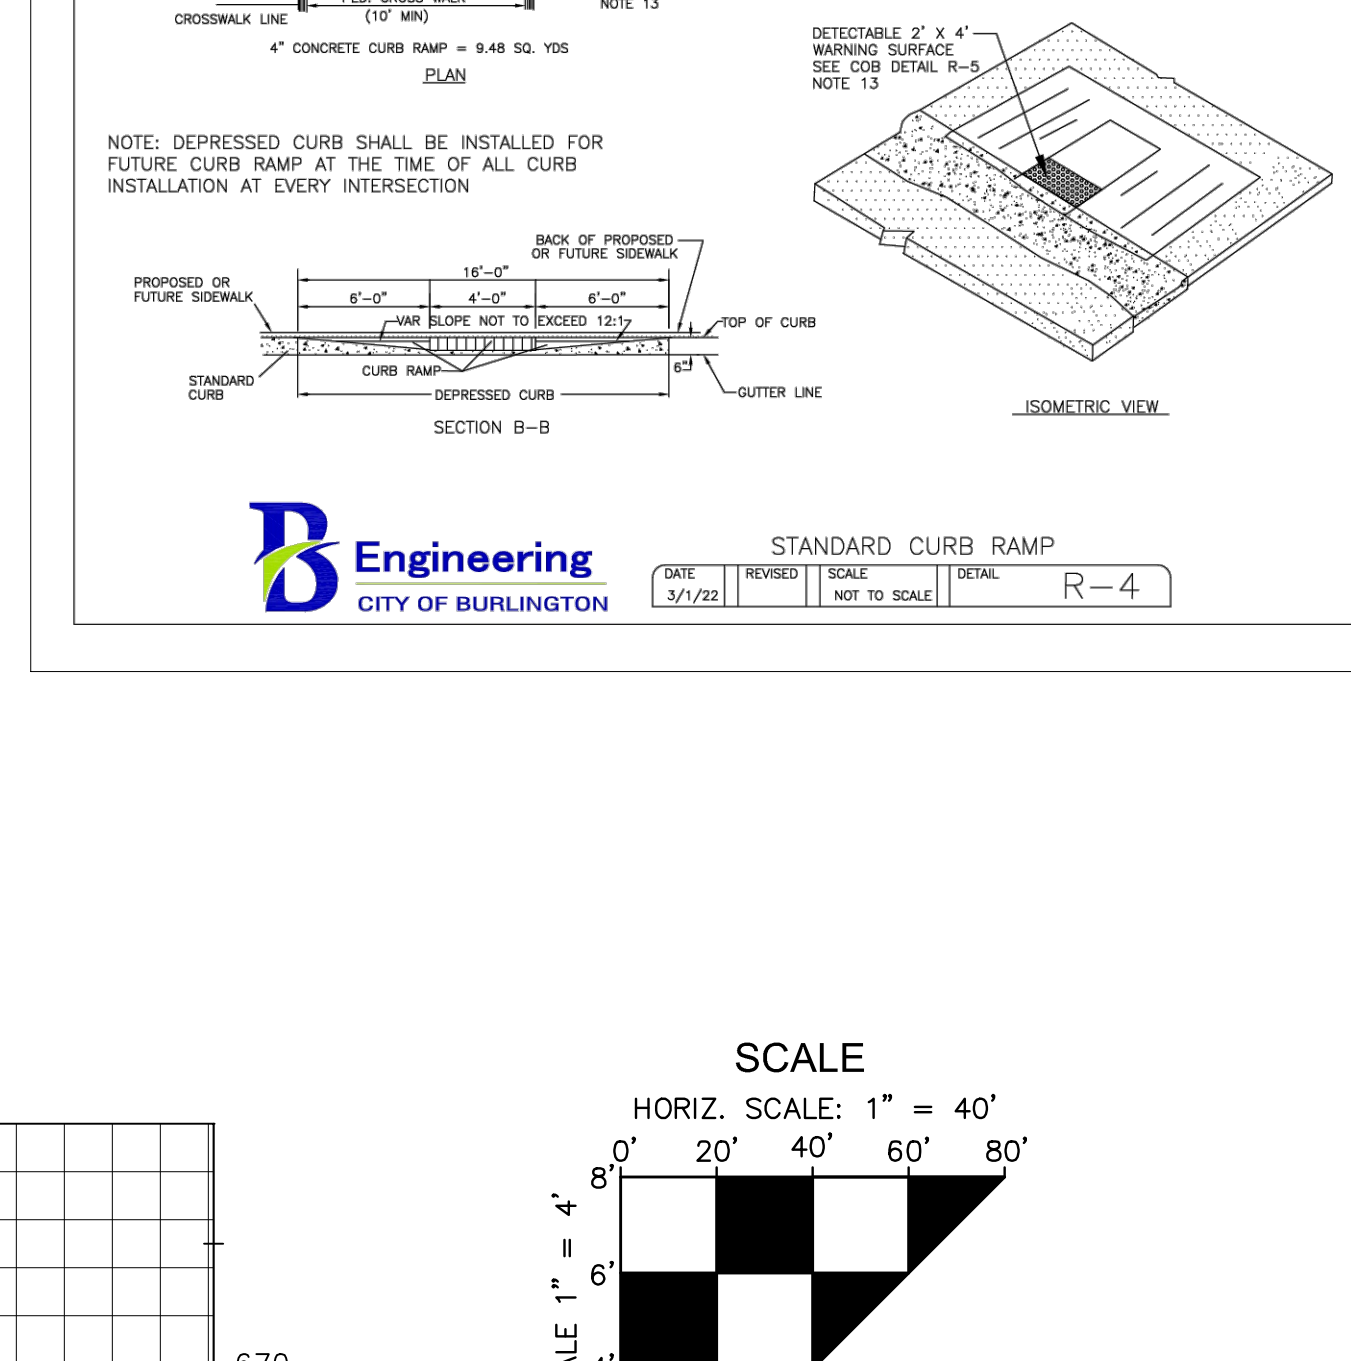 PED. CROSS WALK
CROSSWALK LINE
(10' MIN)
NOTE 13
4" CONCRETE CURB RAMP = 9.48 SQ. YDS
PLAN
DETECTABLE 2' X 4'
WARNING SURFACE
SEE COB DETAIL R-5
NOTE 13
NOTE: DEPRESSED CURB SHALL BE INSTALLED FOR
FUTURE CURB RAMP AT THE TIME OF ALL CURB
INSTALLATION AT EVERY INTERSECTION
BACK OF PROPOSED
OR FUTURE SIDEWALK
16'-0"
PROPOSED OR
FUTURE SIDEWALK
6'-0"
4'-0"
6'-0"
VAR SLOPE NOT TO EXCEED 12:1
TOP OF CURB
CURB RAMP
6"
STANDARD
CURB
DEPRESSED CURB
GUTTER LINE
SECTION B-B
ISOMETRIC VIEW
B
Engineering
CITY OF BURLINGTON
STANDARD CURB RAMP
DATE
3/1/22
REVISED
SCALE
NOT TO SCALE
DETAIL
R-4
SCALE
HORIZ. SCALE: 1" = 40'
0' 20' 40' 60' 80'
8'
6'
4'
ALE 1" = 4'
670